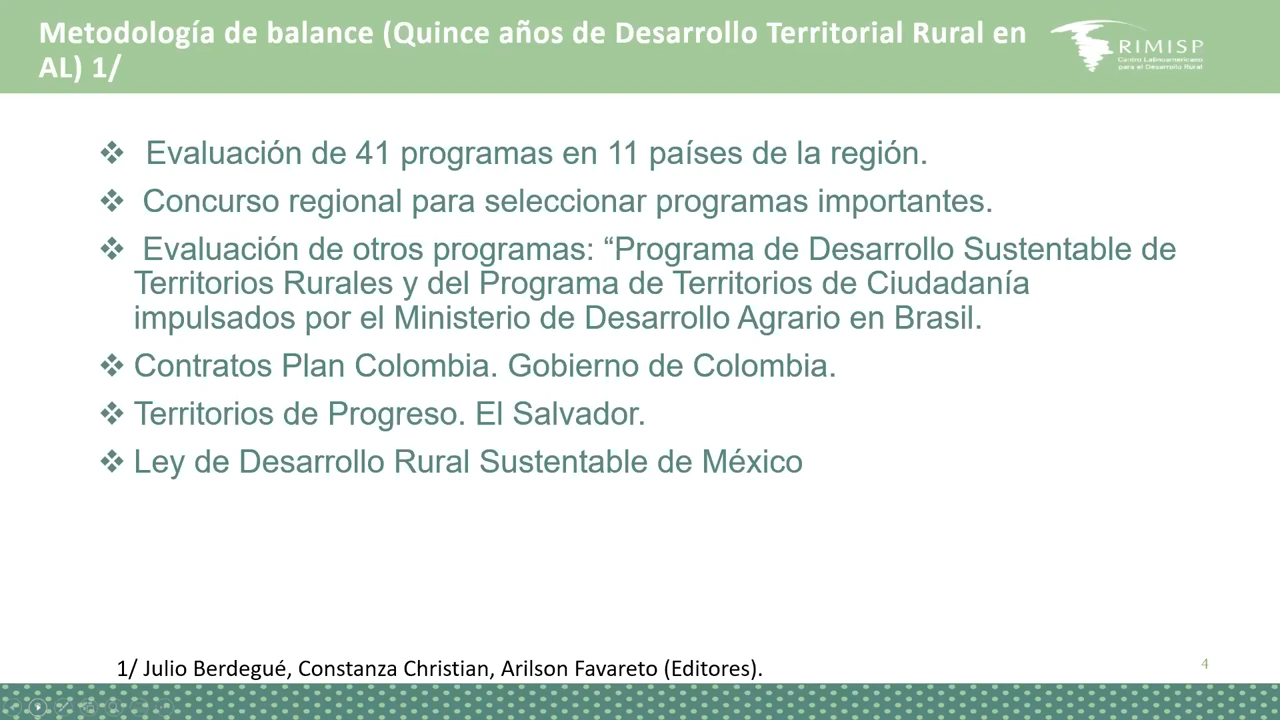 Metodología de balance (Quince años de Desarrollo Territorial Rural en
AL) 1/
RIMISP
Centro Latinoamericano
para el Desarrollo Rural
❖ Evaluación de 41 programas en 11 países de la región.
❖ Concurso regional para seleccionar programas importantes.
❖ Evaluación de otros programas: “Programa de Desarrollo Sustentable de
Territorios Rurales y del Programa de Territorios de Ciudadanía
impulsados por el Ministerio de Desarrollo Agrario en Brasil.
❖ Contratos Plan Colombia. Gobierno de Colombia.
❖ Territorios de Progreso. El Salvador.
❖ Ley de Desarrollo Rural Sustentable de México
1/ Julio Berdegué, Constanza Christian, Arilson Favareto (Editores).
4